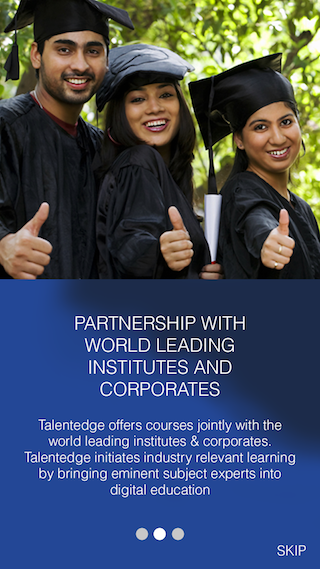 PARTNERSHIP WITH
WORLD LEADING
INSTITUTES AND
CORPORATES
Talentedge offers courses jointly with the
world leading institutes & corporates.
Talentedge initiates industry relevant learning
by bringing eminent subject experts into
digital education
SKIP